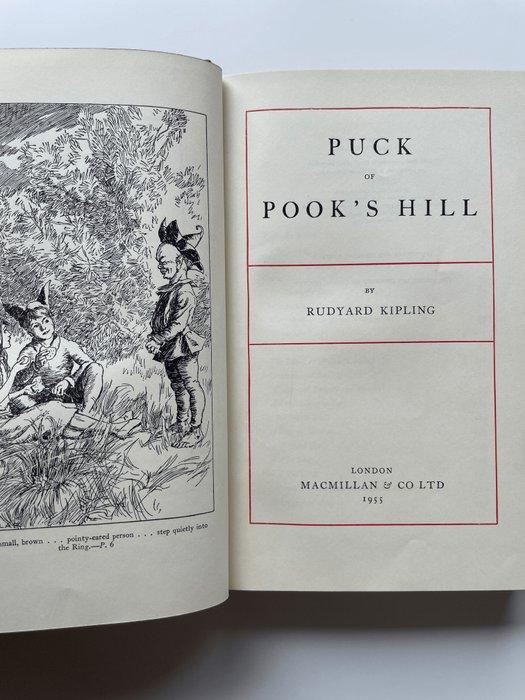 small, brown . . . pointy-eared person . . . step quietly into
the Ring.—P. 6
PUCK
OF
POOK'S HILL
BY
RUDYARD KIPLING
LONDON
MACMILLAN & CO LTD
1955